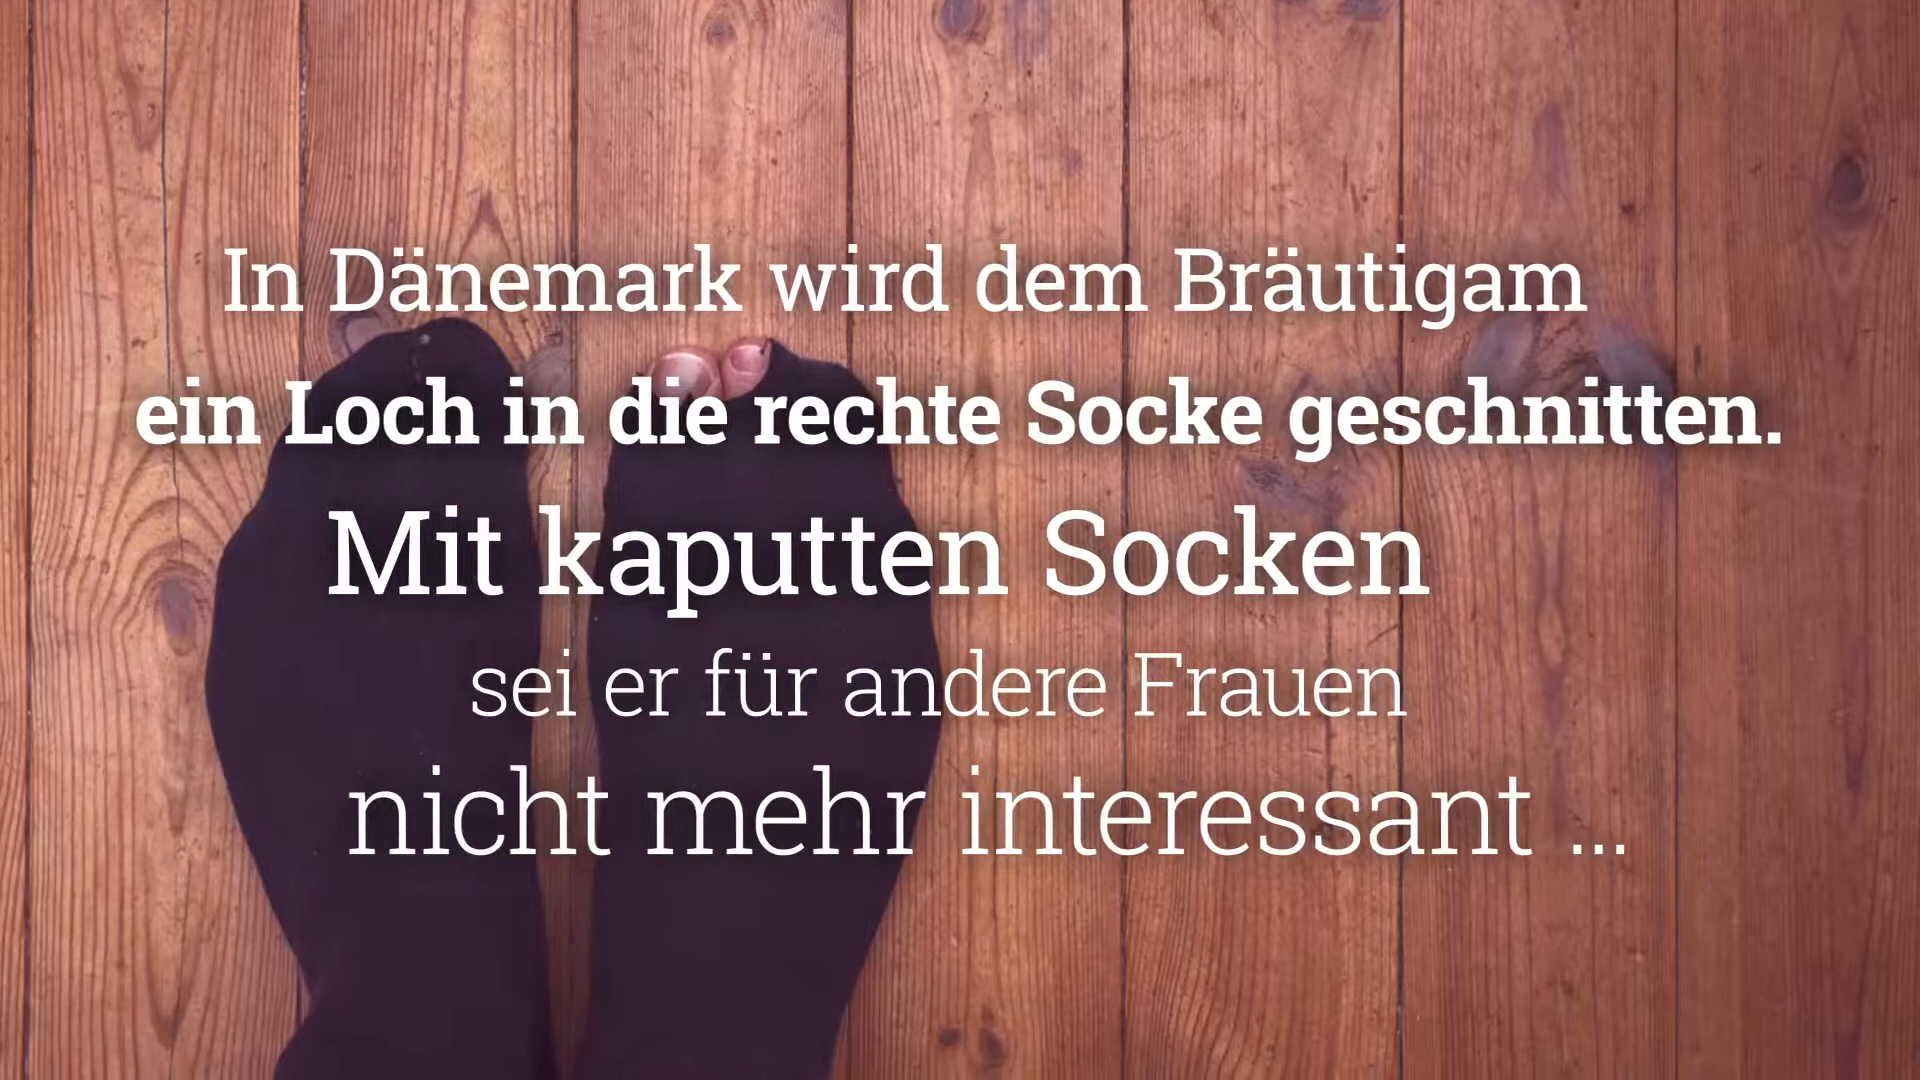 In Dänemark wird dem Bräutigam
ein Loch in die rechte Socke geschnitten.
Mit kaputten Socken
sei er für andere Frauen
nicht mehr interessant ...